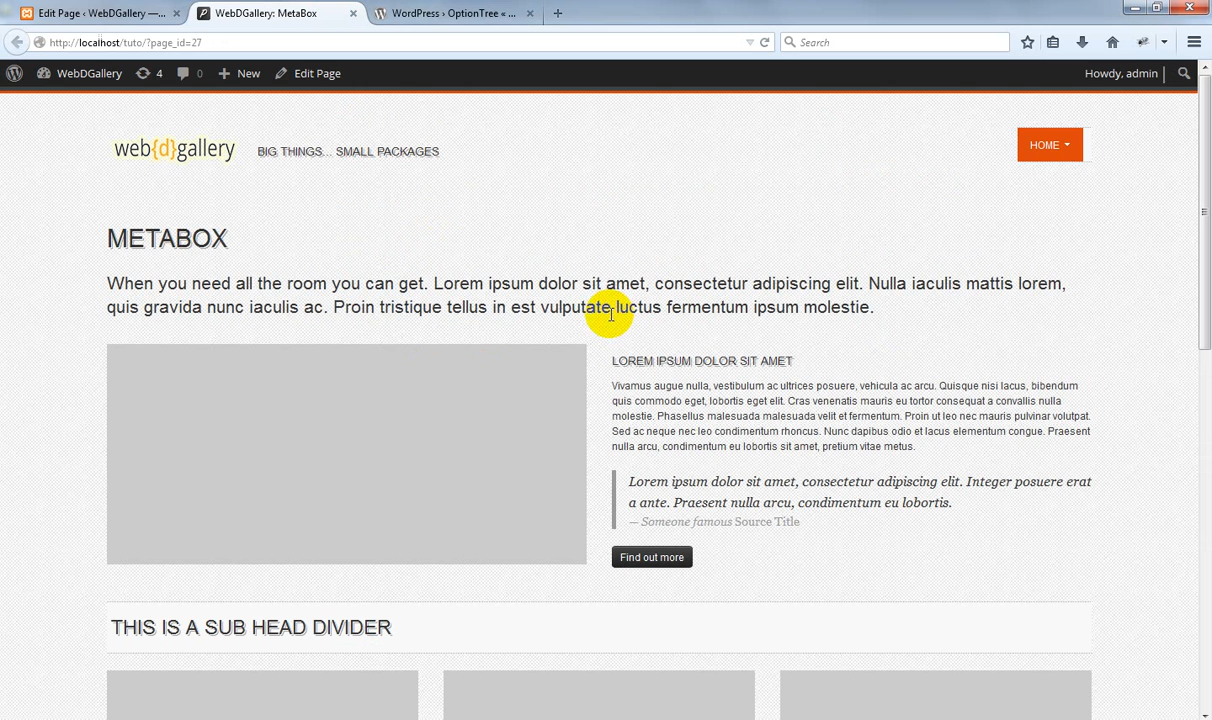 Edit Page ‹ WebDGallery —...
WebDGallery: MetaBox
WordPress › OptionTree « ...
http://localhost/tuto/?page_id=27
Search
WebDGallery
4
0
New
Edit Page
Howdy, admin
web{d}gallery
BIG THINGS... SMALL PACKAGES
HOME
METABOX
When you need all the room you can get. Lorem ipsum dolor sit amet, consectetur adipiscing elit. Nulla iaculis mattis lorem,
quis gravida nunc iaculis ac. Proin tristique tellus in est vulputate luctus fermentum ipsum molestie.
LOREM IPSUM DOLOR SIT AMET
Vivamus augue nulla, vestibulum ac ultrices posuere, vehicula ac arcu. Quisque nisi lacus, bibendum
quis commodo eget, lobortis eget elit. Cras venenatis mauris eu tortor consequat a convallis nulla
molestie. Phasellus malesuada malesuada velit et fermentum. Proin ut leo nec mauris pulvinar volutpat.
Sed ac neque nec leo condimentum rhoncus. Nunc dapibus odio et lacus elementum congue. Praesent
nulla arcu, condimentum eu lobortis sit amet, pretium vitae metus.
Lorem ipsum dolor sit amet, consectetur adipiscing elit. Integer posuere erat
a ante. Praesent nulla arcu, condimentum eu lobortis.
— Someone famous Source Title
Find out more
THIS IS A SUB HEAD DIVIDER